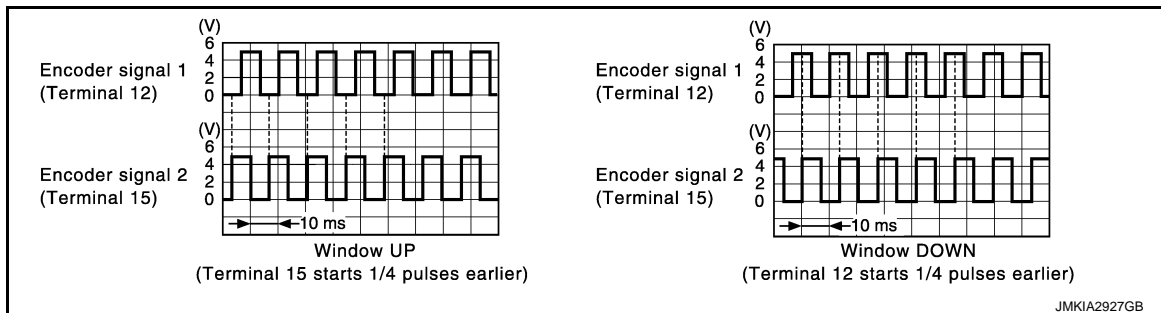 (V)
6
4
2
0
Encoder signal 1
(Terminal 12)
(V)
6
4
2
0
Encoder signal 2
(Terminal 15)
10 ms
Window UP
(Terminal 15 starts 1/4 pulses earlier)
(V)
6
4
2
0
Encoder signal 1
(Terminal 12)
(V)
6
4
2
0
Encoder signal 2
(Terminal 15)
10 ms
Window DOWN
(Terminal 12 starts 1/4 pulses earlier)
JMKIA2927GB